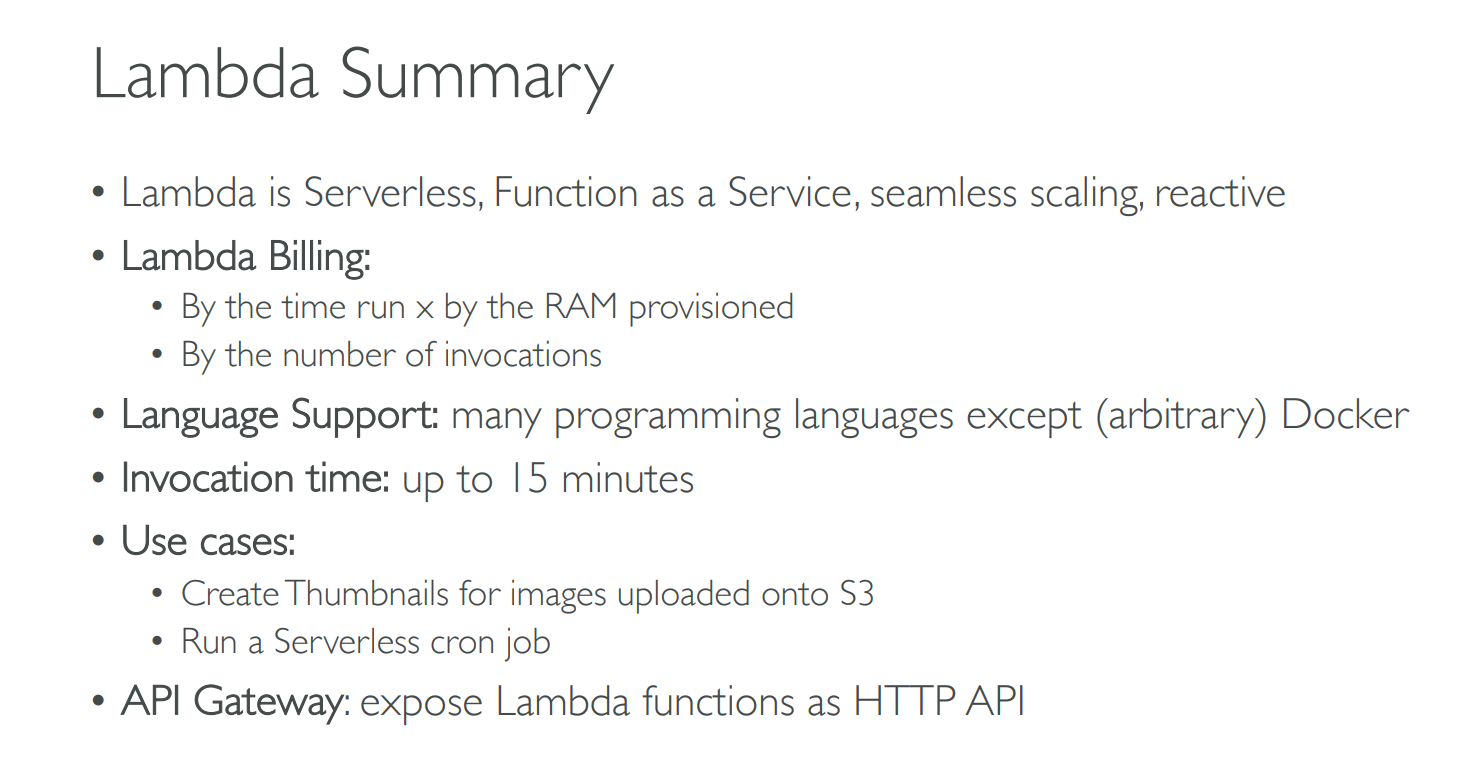 Lambda Summary
• Lambda is Serverless, Function as a Service, seamless scaling, reactive
• Lambda Billing:
• By the time run x by the RAM provisioned
• By the number of invocations
• Language Support: many programming languages except (arbitrary) Docker
• Invocation time: up to 15 minutes
• Use cases:
• Create Thumbnails for images uploaded onto S3
• Run a Serverless cron job
• API Gateway: expose Lambda functions as HTTP API